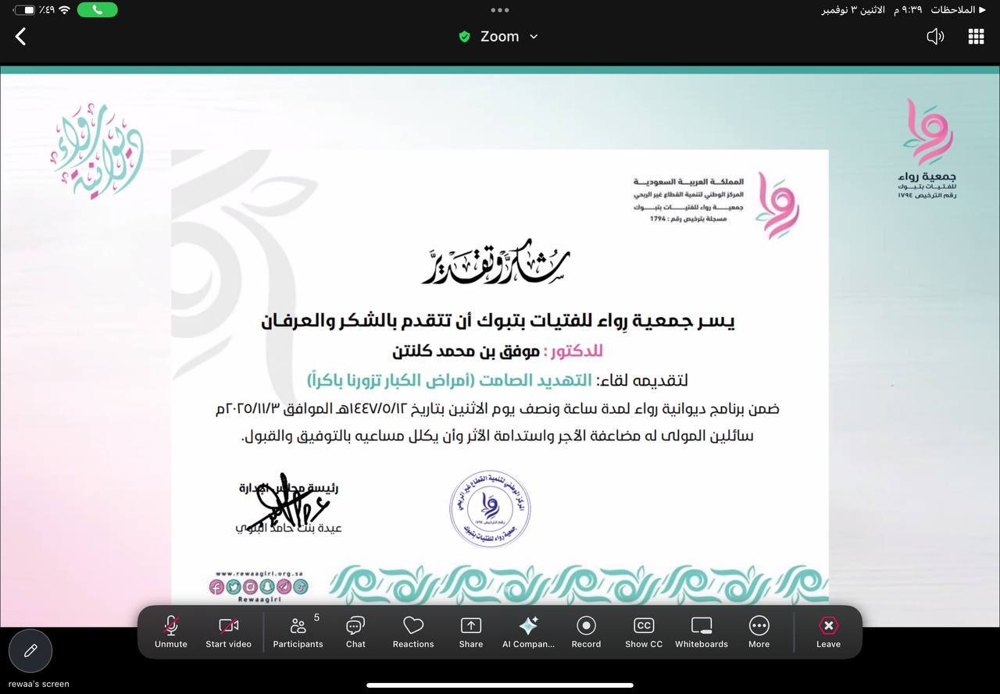 ◀ الملاحظات ٩:٣٩ م الاثنين ٣ نوفمبر
٪٤٩
Zoom
ديوانية رواء
جمعية رواء
للفتيات بتبوك
رقم الترخيص ١٧٩٤
المملكة العربية السعودية
المركز الوطني لتنمية القطاع غير الربحي
جمعية رواء للفتيات بتبوك
مسجلة بترخيص رقم : 1794
شكر وتقدير
يسر جمعية رِواء للفتيات بتبوك أن تتقدم بالشكر والعرفان
للدكتور : موفق بن محمد كلنتن
لتقديمه لقاء: التهديد الصامت (أمراض الكبار تزورنا باكراً)
ضمن برنامج ديوانية رواء لمدة ساعة ونصف يوم الاثنين بتاريخ ١٤٤٧/٥/١٢هـ الموافق ٢٠٢٥/١١/٣م
سائلين المولى له مضاعفة الأجر واستدامة الأثر وأن يكلل مساعيه بالتوفيق والقبول.
رئيسة مجلس الإدارة
عيدة بنت حامد البلوي
المركز الوطني لتنمية القطاع غير الربحي
رقم الترخيص ١٧٩٤
جمعية رواء للفتيات بتبوك
www.rewaagirl.org.sa
Rewaagirl
Unmute
Start video
5
Participants
Chat
Reactions
Share
AI Compan...
Record
CC
Show CC
Whiteboards
More
Leave
rewaa's screen